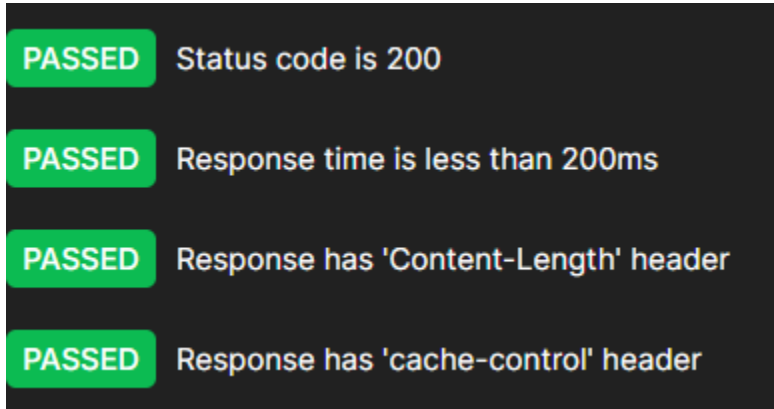 PASSED Status code is 200
PASSED Response time is less than 200ms
PASSED Response has 'Content-Length' header
PASSED Response has 'cache-control' header